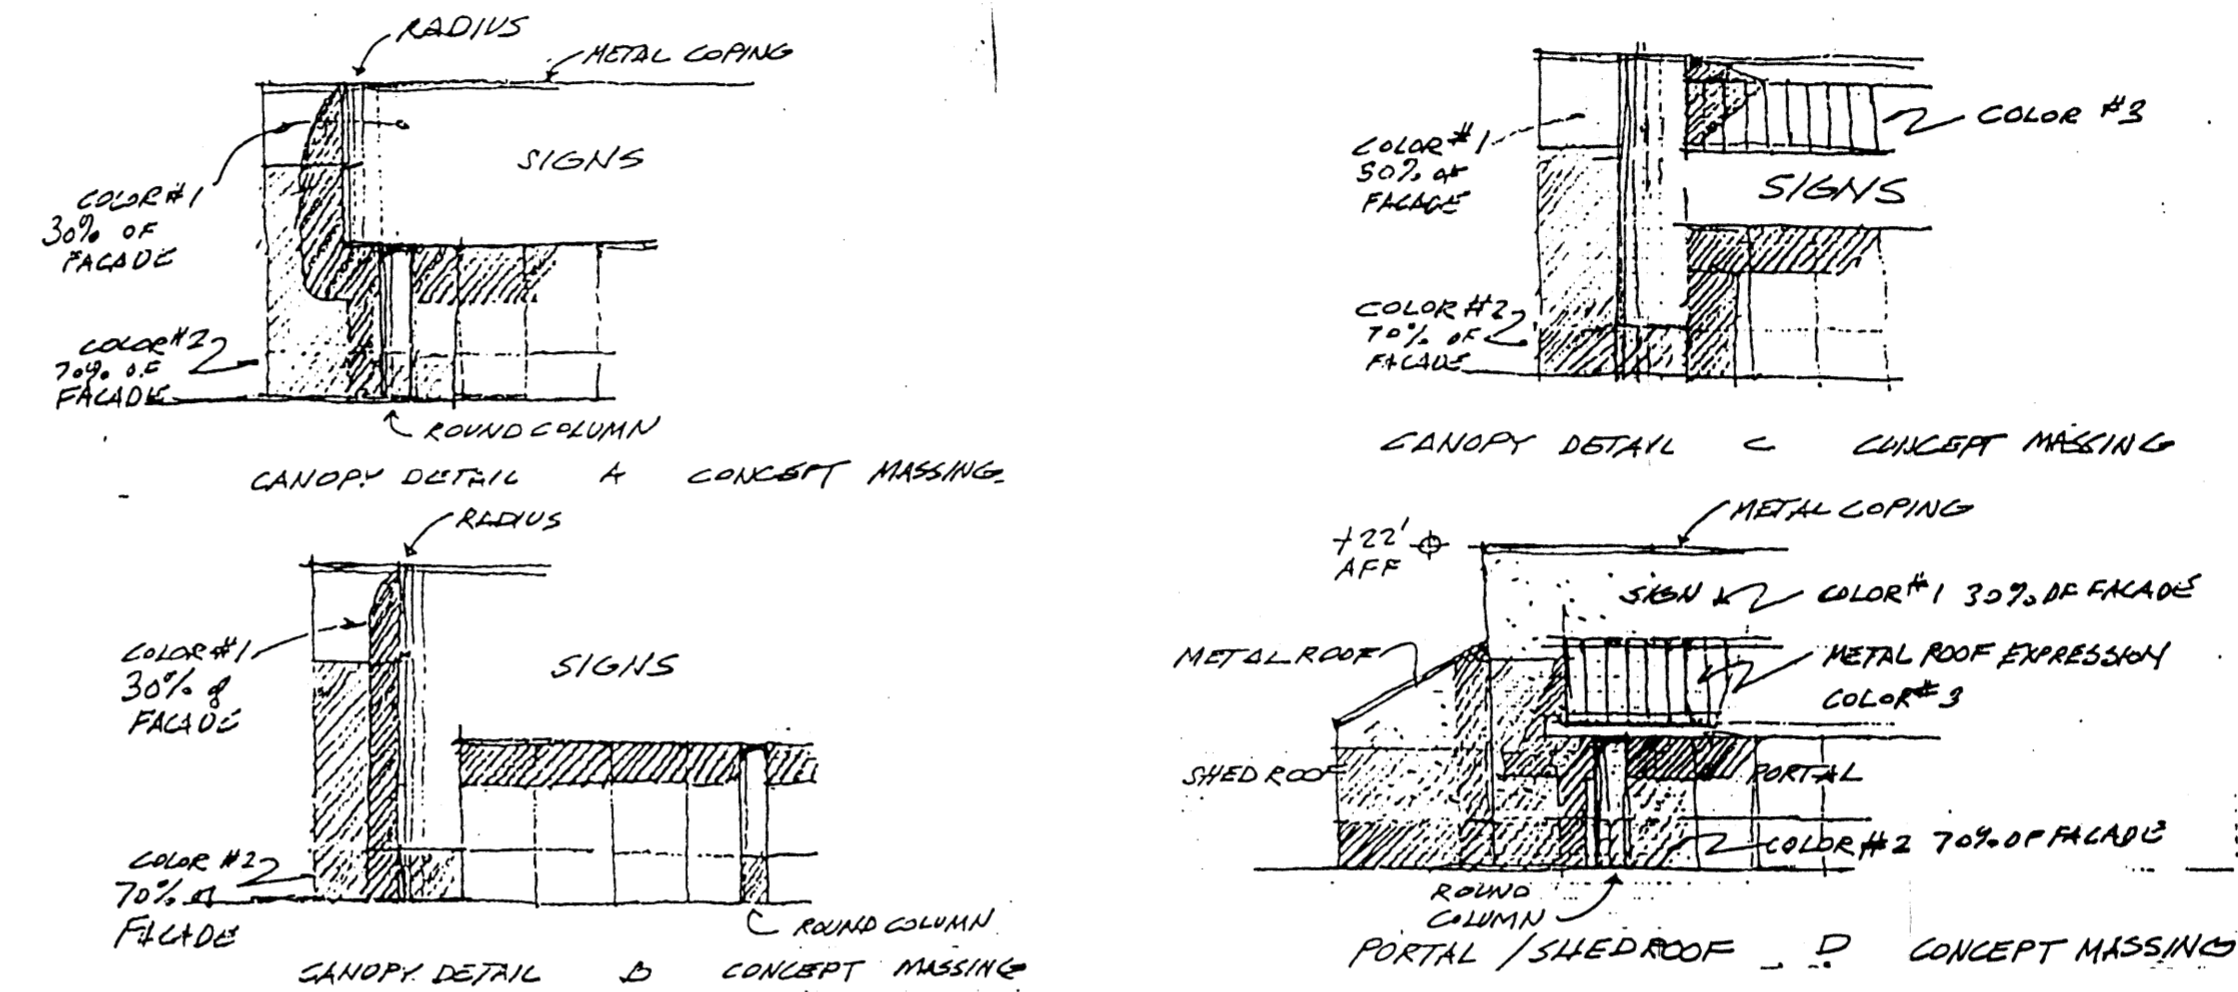 RADIUS
METAL COPING
SIGNS
COLOR #1
30% OF
FACADE
COLOR #2
70% OF
FACADE
ROUND COLUMN
CANOPY DETAIL A CONCEPT MASSING
RADIUS
COLOR #1
30% of
FACADE
SIGNS
COLOR #2
70% of
FACADE
ROUND COLUMN
CANOPY DETAIL B CONCEPT MASSING
COLOR #3
COLOR #1
FACADE
SIGNS
COLOR #2
70% OF
FACADE
CANOPY DETAIL C CONCEPT MASSING
METAL COPING
+22'
AFF
SIGN
COLOR #1 30% OF FACADE
METAL ROOF
METAL ROOF EXPRESSION
COLOR #3
SHED ROOF
PORTAL
COLOR #2 70% OF FACADE
ROUND
COLUMN
PORTAL / SHED ROOF D CONCEPT MASSING